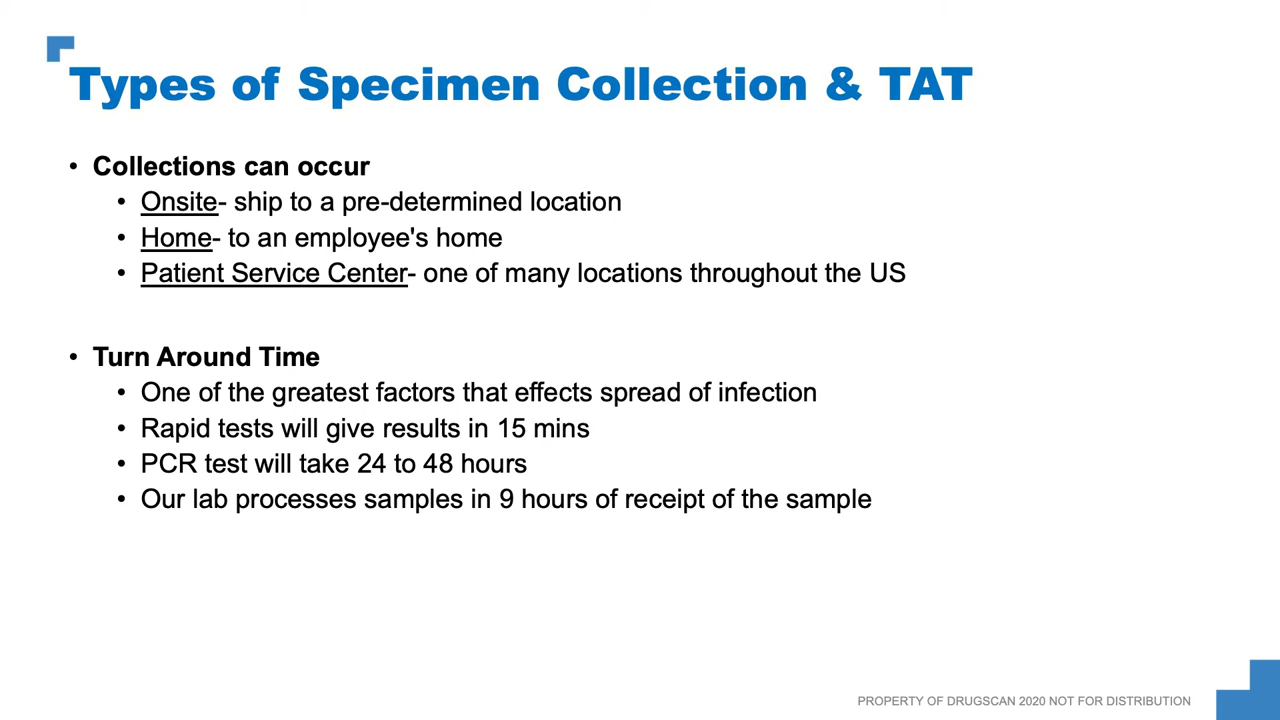 Types of Specimen Collection & TAT
• Collections can occur
• Onsite- ship to a pre-determined location
• Home- to an employee's home
• Patient Service Center- one of many locations throughout the US
• Turn Around Time
• One of the greatest factors that effects spread of infection
• Rapid tests will give results in 15 mins
• PCR test will take 24 to 48 hours
• Our lab processes samples in 9 hours of receipt of the sample
PROPERTY OF DRUGSCAN 2020 NOT FOR DISTRIBUTION